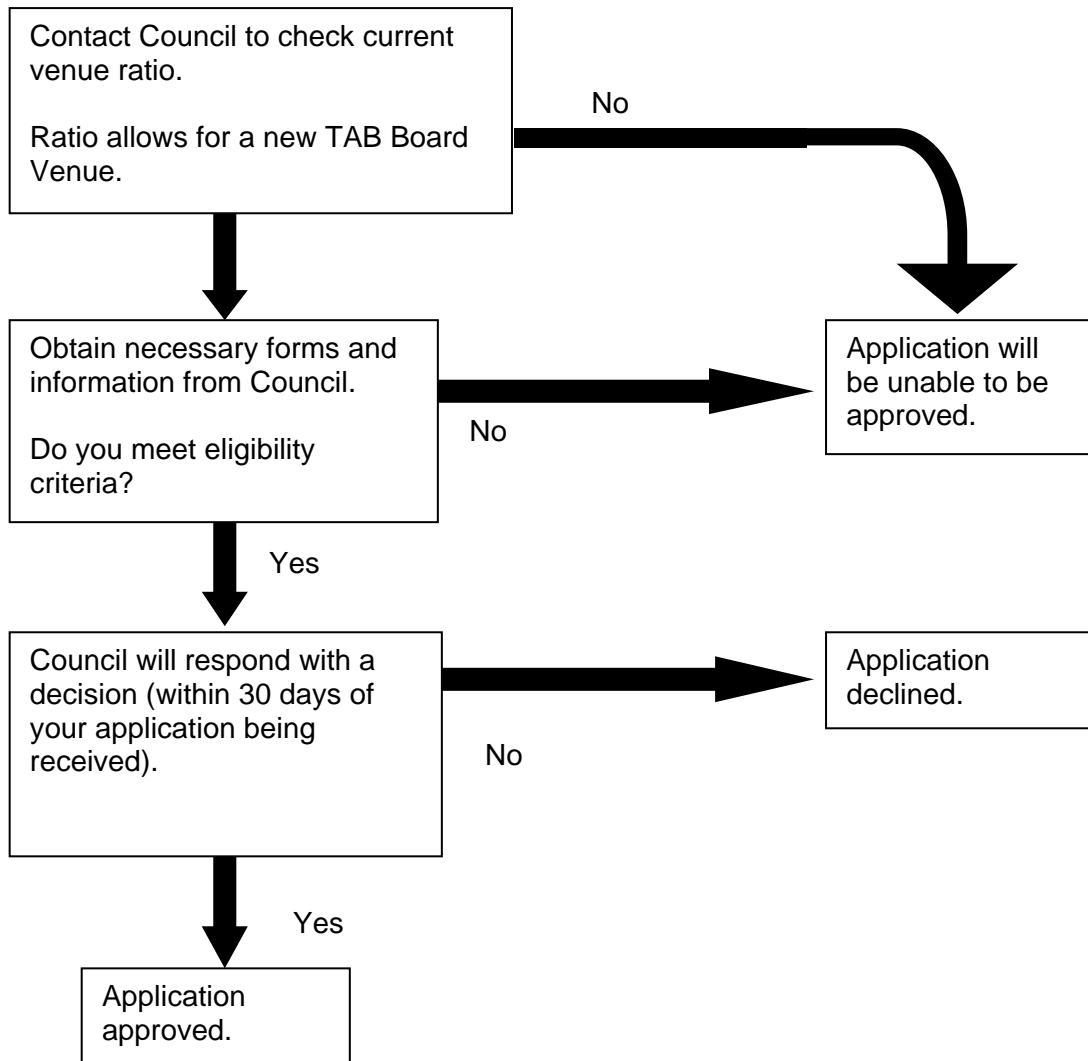 Contact Council to check current
venue ratio.
Ratio allows for a new TAB Board
Venue.
No
Obtain necessary forms and
information from Council.
Do you meet eligibility
criteria?
No
Application will
be unable to be
approved.
Yes
Council will respond with a
decision (within 30 days of
your application being
received).
No
Application
declined.
Yes
Application
approved.